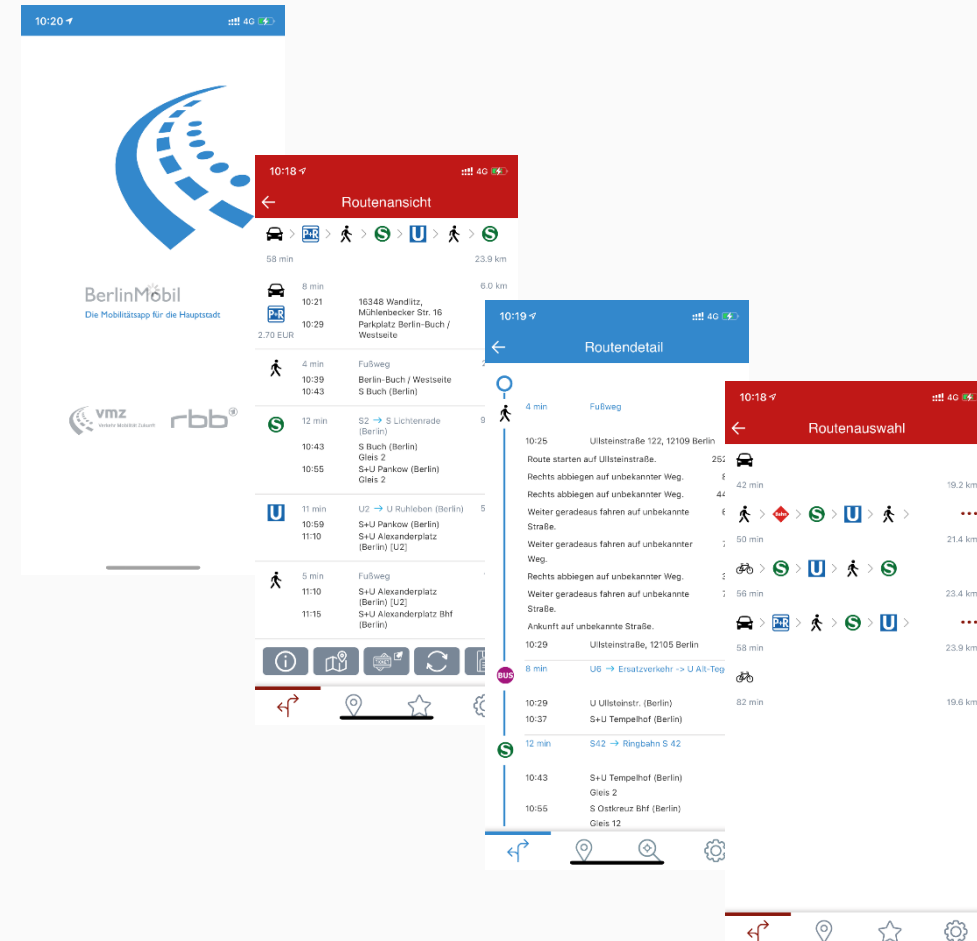 10:20
4G
BerlinMobil
Die Mobilitätsapp für die Hauptstadt
vmz
Verkehr Mobilität Zukunft
rbb
10:18
4G
Routenansicht
P+R
S
U
S
58 min
23.9 km
8 min
6.0 km
10:21
16348 Wandlitz,
Mühlenbecker Str. 16
P+R
10:29
Parkplatz Berlin-Buch /
Westseite
2.70 EUR
4 min
Fußweg
10:39
Berlin-Buch / Westseite
10:43
S Buch (Berlin)
S
12 min
S2 → S Lichtenrade
(Berlin)
9
10:43
S Buch (Berlin)
Gleis 2
10:55
S+U Pankow (Berlin)
Gleis 2
U
11 min
U2 → U Ruhleben (Berlin)
5
10:59
S+U Pankow (Berlin)
11:10
S+U Alexanderplatz
(Berlin) [U2]
5 min
Fußweg
11:10
S+U Alexanderplatz
(Berlin) [U2]
11:15
S+U Alexanderplatz Bhf
(Berlin)
10:19
4G
Routendetail
4 min
Fußweg
10:25
Ullsteinstraße 122, 12109 Berlin
Route starten auf Ullsteinstraße.
252
Rechts abbiegen auf unbekannter Weg.
Rechts abbiegen auf unbekannter Weg.
44
Weiter geradeaus fahren auf unbekannte
Straße.
Weiter geradeaus fahren auf unbekannter
Weg.
Rechts abbiegen auf unbekannter Weg.
Weiter geradeaus fahren auf unbekannte
Straße.
Ankunft auf unbekannte Straße.
10:29
Ullsteinstraße, 12105 Berlin
BUS
8 min
U6 → Ersatzverkehr -> U Alt-Teg
10:29
U Ullsteinstr. (Berlin)
10:37
S+U Tempelhof (Berlin)
S
12 min
S42 → Ringbahn S 42
10:43
S+U Tempelhof (Berlin)
Gleis 2
10:55
S Ostkreuz Bhf (Berlin)
Gleis 12
10:18
4G
Routenauswahl
42 min
19.2 km
Bahn
S
U
50 min
21.4 km
S
U
S
56 min
23.4 km
P+R
S
U
58 min
23.9 km
82 min
19.6 km